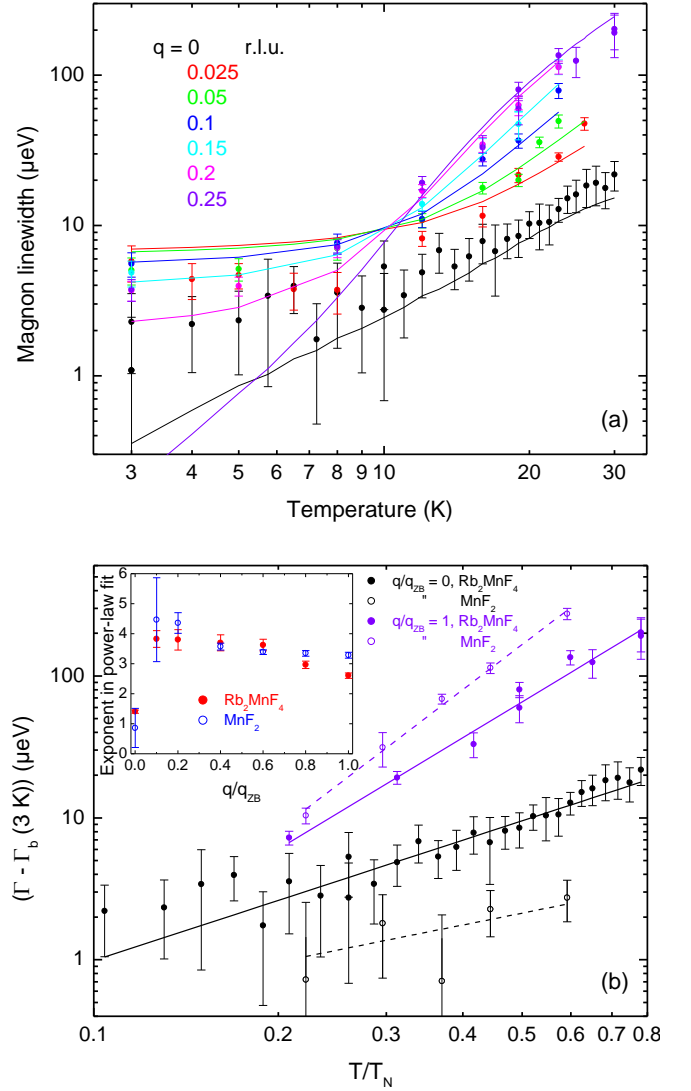 100
10
1
Magnon linewidth (µeV)
q = 0 r.l.u.
0.025
0.05
0.1
0.15
0.2
0.25
(a)
3 4 5 6 7 8 10 20 30
Temperature (K)
100
10
1
(Γ - Γb (3 K)) (µeV)
6
5
4
3
2
1
0
Exponent in power-law fit
Rb2MnF4
MnF2
0.0 0.2 0.4 0.6 0.8 1.0
q/qZB
q/qZB = 0, Rb2MnF4
" MnF2
q/qZB = 1, Rb2MnF4
" MnF2
(b)
0.1 0.2 0.3 0.4 0.5 0.6 0.7 0.8
T/TN